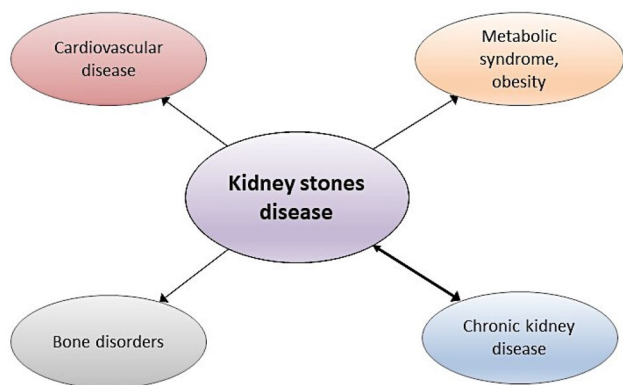 Cardiovascular
disease
Metabolic
syndrome,
obesity
Kidney stones
disease
Bone disorders
Chronic kidney
disease